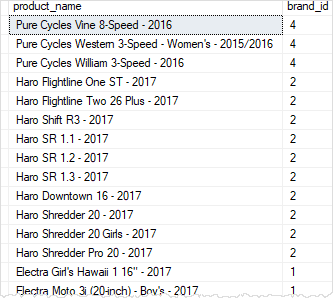 product_name brand_id
Pure Cycles Vine 8-Speed - 2016 4
Pure Cycles Western 3-Speed - Women's - 2015/2016 4
Pure Cycles William 3-Speed - 2016 4
Haro Flightline One ST - 2017 2
Haro Flightline Two 26 Plus - 2017 2
Haro Shift R3 - 2017 2
Haro SR 1.1 - 2017 2
Haro SR 1.2 - 2017 2
Haro SR 1.3 - 2017 2
Haro Downtown 16 - 2017 2
Haro Shredder 20 - 2017 2
Haro Shredder 20 Girls - 2017 2
Haro Shredder Pro 20 - 2017 2
Electra Girl's Hawaii 1 16" - 2017 1
Electra Moto 3i (20-inch) - Boy's - 2017 1